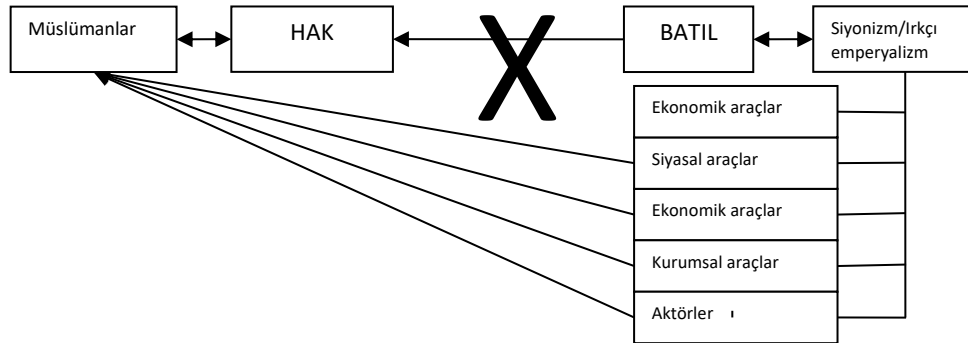 Müslümanlar
HAK
X
BATIL
Siyonizm/Irkçı
emperyalizm
Ekonomik araçlar
Siyasal araçlar
Ekonomik araçlar
Kurumsal araçlar
Aktörler